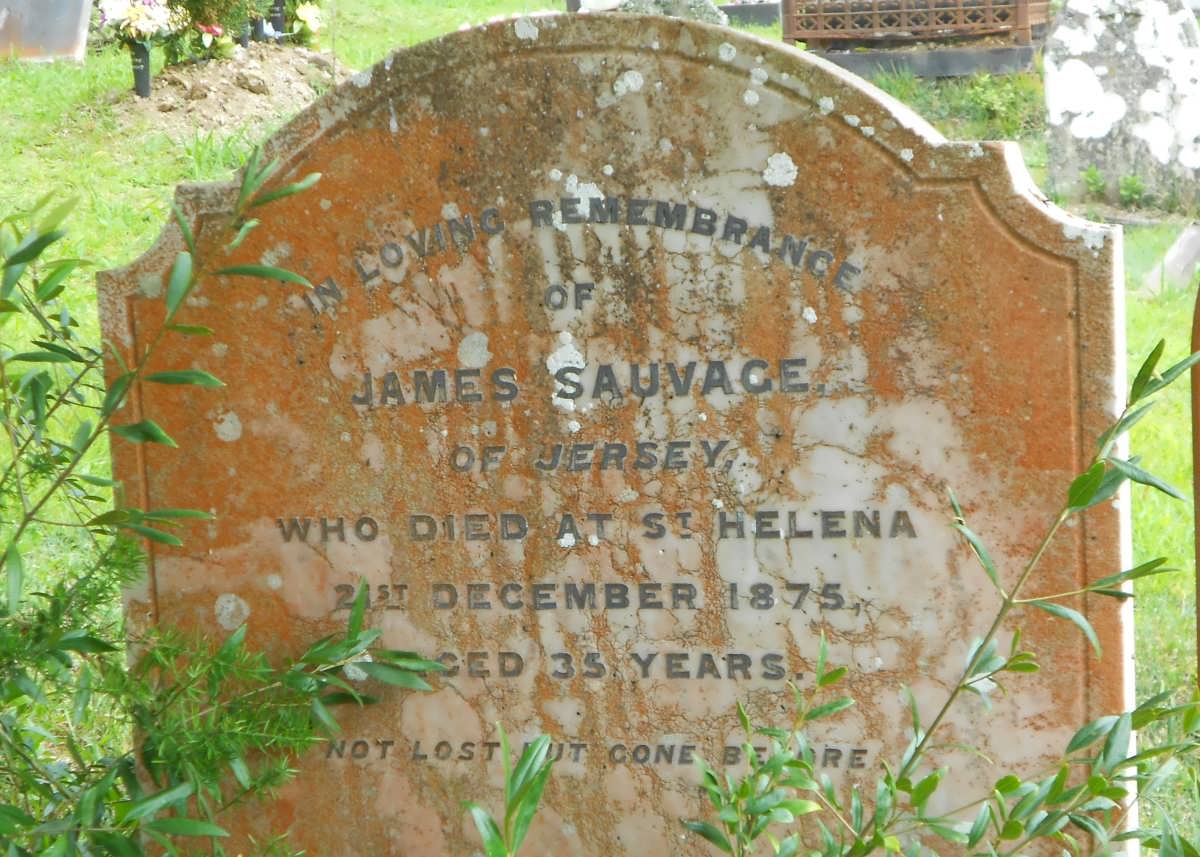 IN LOVING REMEMBRANCE
OF
JAMES SAUVAGE,
OF JERSEY,
WHO DIED AT ST HELENA
21ST DECEMBER 1875,
AGED 35 YEARS.
NOT LOST BUT GONE BEFORE